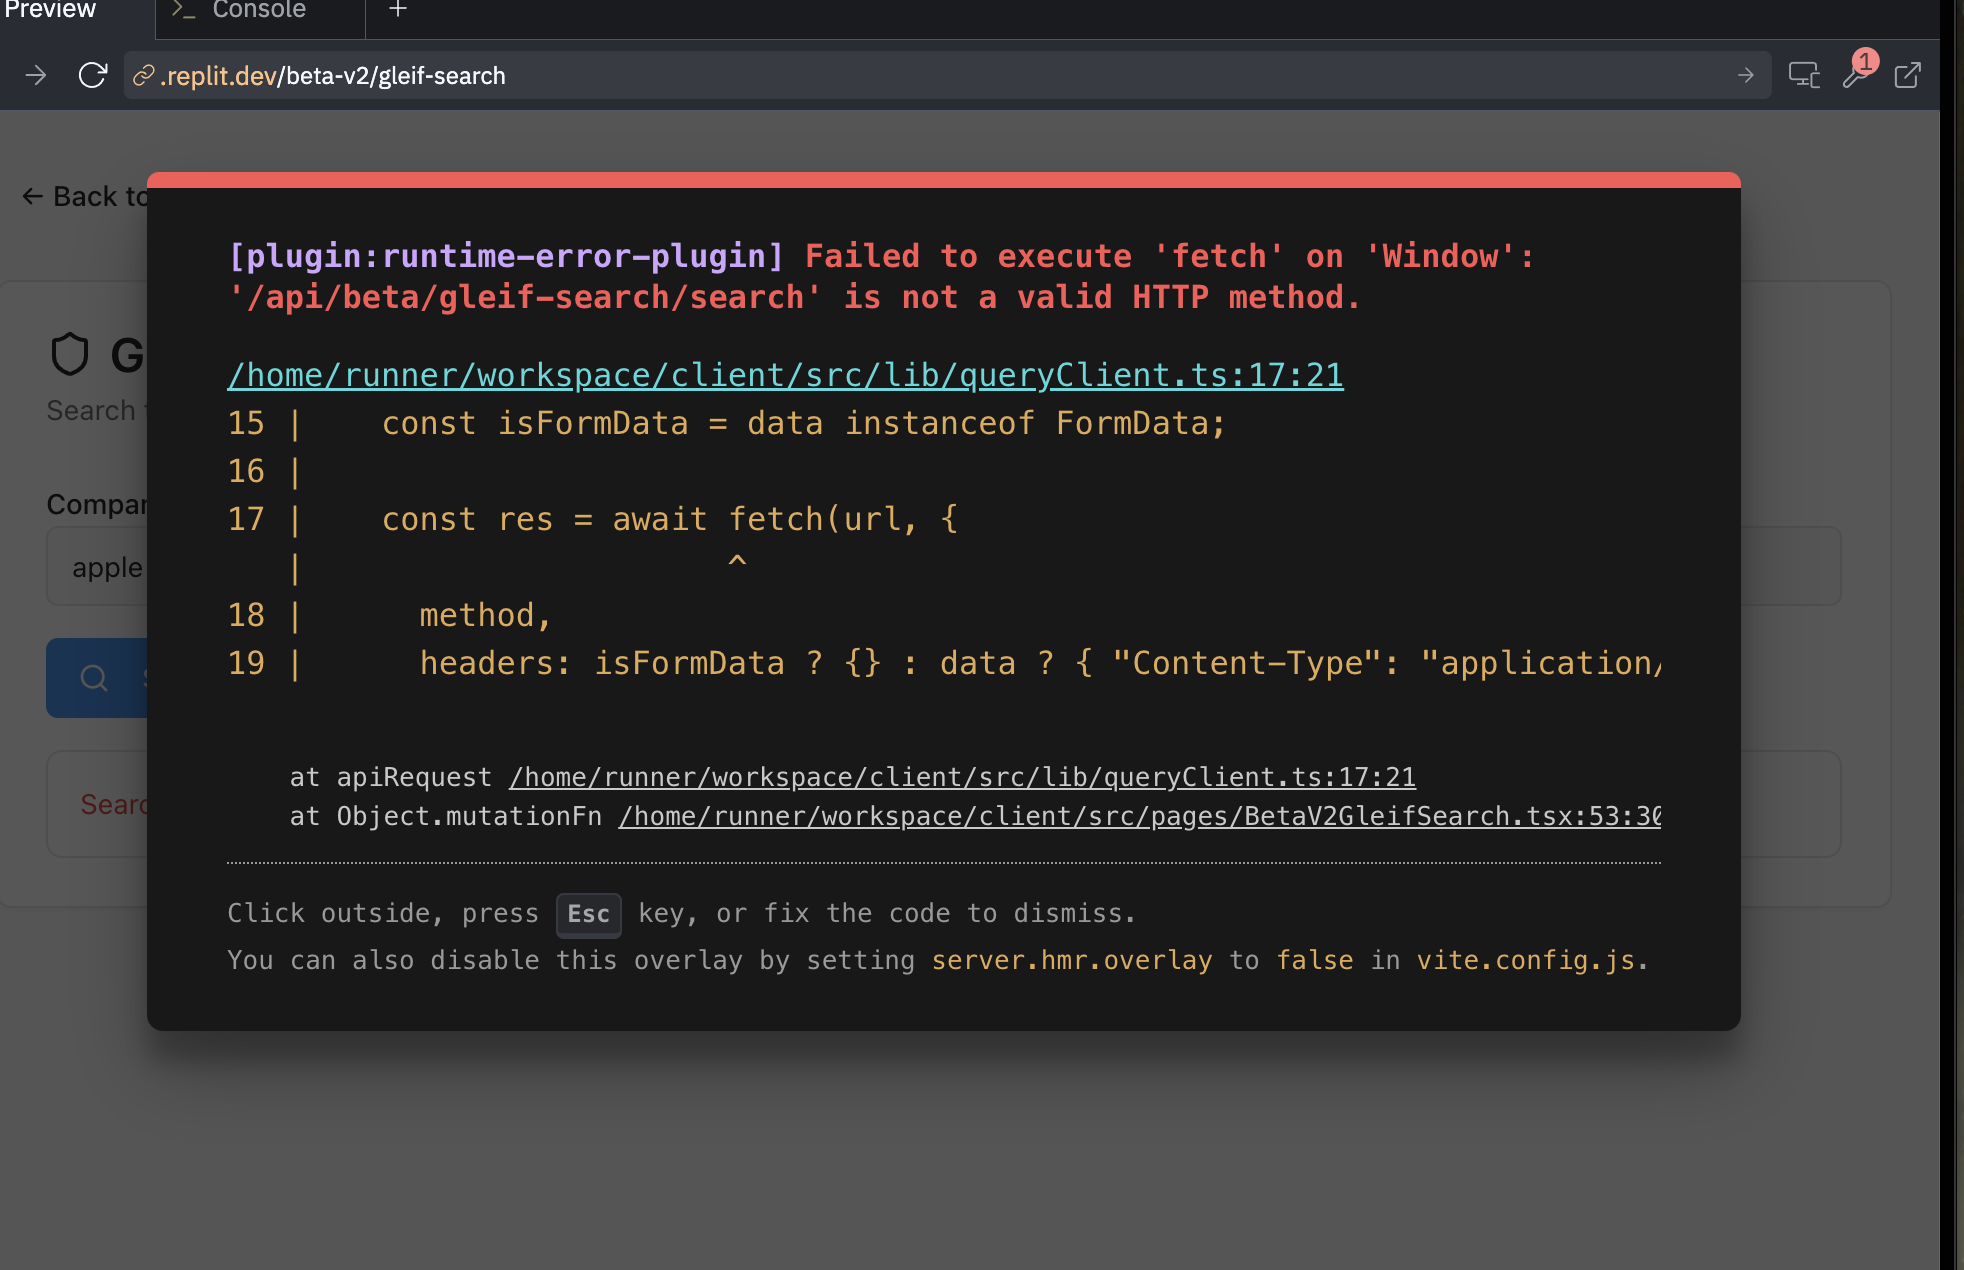 Preview
>_ Console
+
.replit.dev/beta-v2/gleif-search
1
← Back to
[plugin:runtime-error-plugin] Failed to execute 'fetch' on 'Window':
'/api/beta/gleif-search/search' is not a valid HTTP method.
G
/home/runner/workspace/client/src/lib/queryClient.ts:17:21
Search
15 |    const isFormData = data instanceof FormData;
16 |
Compar
17 |    const res = await fetch(url, {
   |                       ^
apple
18 |      method,
19 |      headers: isFormData ? {} : data ? { "Content-Type": "application/
at apiRequest /home/runner/workspace/client/src/lib/queryClient.ts:17:21
Searc
at Object.mutationFn /home/runner/workspace/client/src/pages/BetaV2GleifSearch.tsx:53:30
Click outside, press Esc key, or fix the code to dismiss.
You can also disable this overlay by setting server.hmr.overlay to false in vite.config.js.